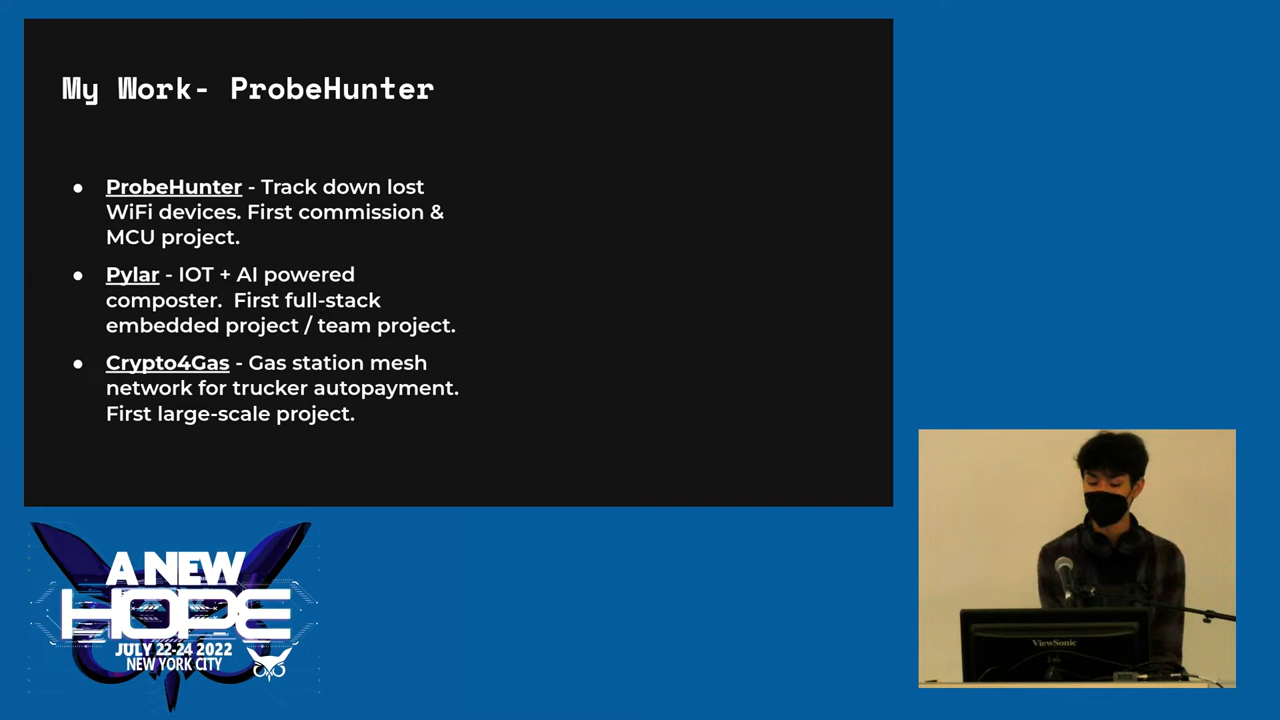 My Work- ProbeHunter
● ProbeHunter - Track down lost
WiFi devices. First commission &
MCU project.
● Pylar - IOT + AI powered
composter.  First full-stack
embedded project / team project.
● Crypto4Gas - Gas station mesh
network for trucker autopayment.
First large-scale project.
A NEW
HOPE
JULY 22-24 2022
NEW YORK CITY
ViewSonic